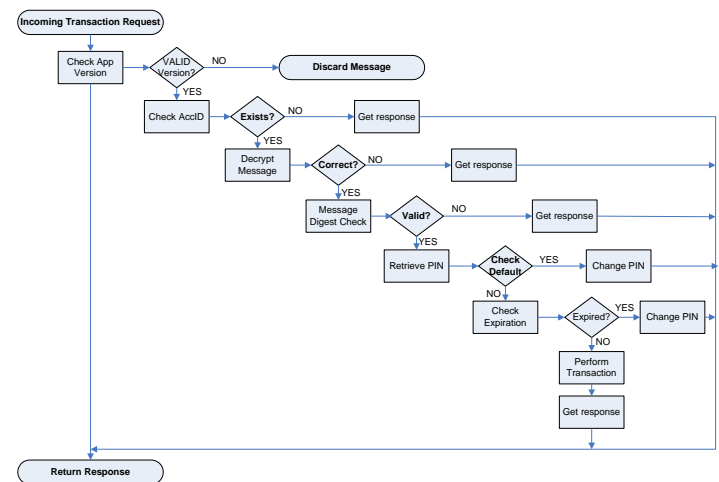 Incoming Transaction Request
Check App
Version
VALID
Version?
NO
Discard Message
YES
Check AccID
Exists?
NO
Get response
YES
Decrypt
Message
Correct?
NO
Get response
YES
Message
Digest Check
Valid?
NO
Get response
YES
Retrieve PIN
Check
Default
YES
Change PIN
NO
Check
Expiration
Expired?
YES
Change PIN
NO
Perform
Transaction
Get response
Return Response